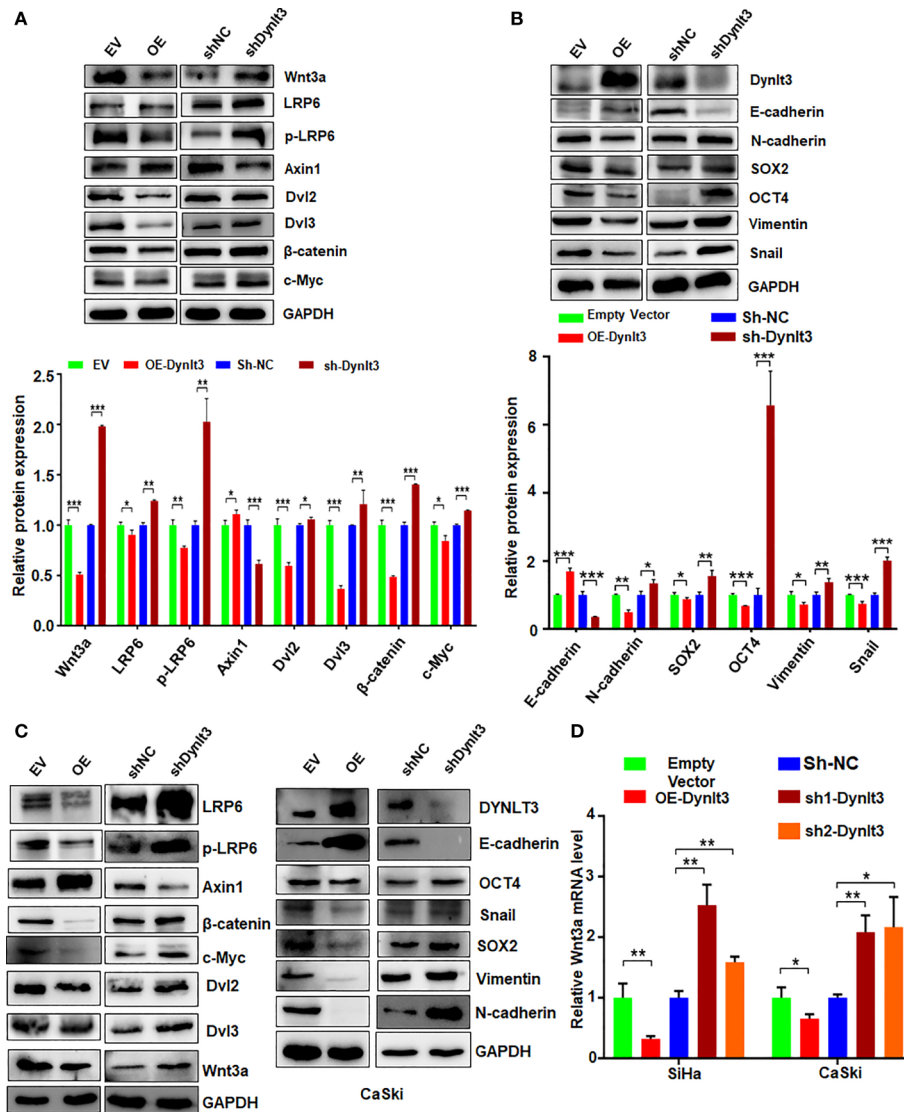 A
EV OE shNC shDynlt3
Wnt3a
LRP6
p-LRP6
Axin1
Dvl2
Dvl3
β-catenin
c-Myc
GAPDH
EV OE-Dynlt3 Sh-NC sh-Dynlt3
Relative protein expression
2.5
2.0
1.5
1.0
0.5
0.0
*** *** * ** ** ** * *** *** * *** ** *** *** * ***
Wnt3a LRP6 p-LRP6 Axin1 Dvl2 Dvl3 β-catenin c-Myc
B
EV OE shNC shDynlt3
Dynlt3
E-cadherin
N-cadherin
SOX2
OCT4
Vimentin
Snail
GAPDH
Empty Vector Sh-NC
OE-Dynlt3 sh-Dynlt3
Relative protein expression
8
6
4
2
0
*** *** ** * * ** *** *** * ** *** ***
E-cadherin N-cadherin SOX2 OCT4 Vimentin Snail
C
EV OE shNC shDynlt3
LRP6
p-LRP6
Axin1
β-catenin
c-Myc
Dvl2
Dvl3
Wnt3a
GAPDH
EV OE shNC shDynlt3
DYNLT3
E-cadherin
OCT4
Snail
SOX2
Vimentin
N-cadherin
GAPDH
CaSki
D
Empty Vector
OE-Dynlt3
Sh-NC
sh1-Dynlt3
sh2-Dynlt3
Relative Wnt3a mRNA level
4
3
2
1
0
** ** ** * ** *
SiHa CaSki